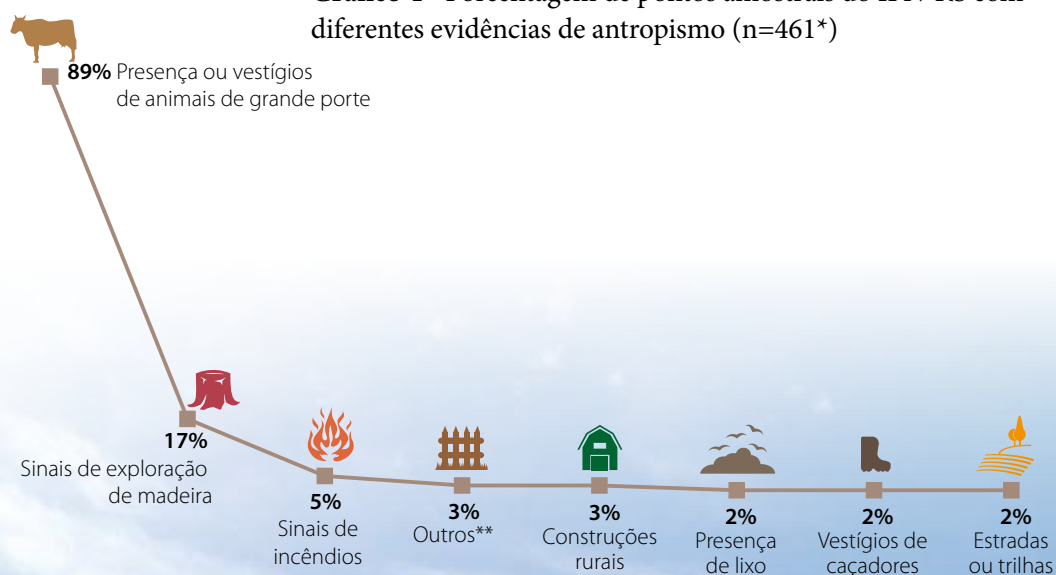 diferentes evidências de antropismo (n=461*)
89% Presença ou vestígios
de animais de grande porte
17%
Sinais de exploração
de madeira
5%
Sinais de
incêndios
3%
Outros**
3%
Construções
rurais
2%
Presença
de lixo
2%
Vestígios de
caçadores
2%
Estradas
ou trilhas